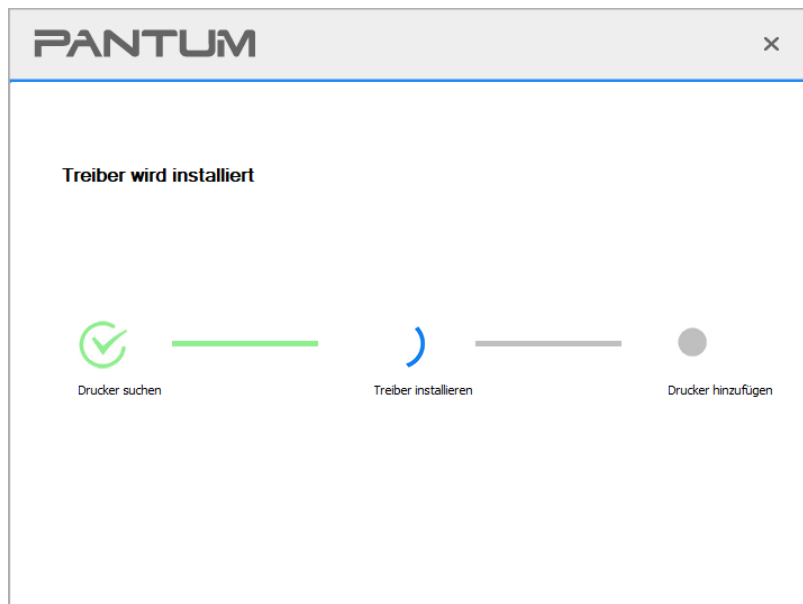 PANTUM
Treiber wird installiert
Drucker suchen
Treiber installieren
Drucker hinzufügen